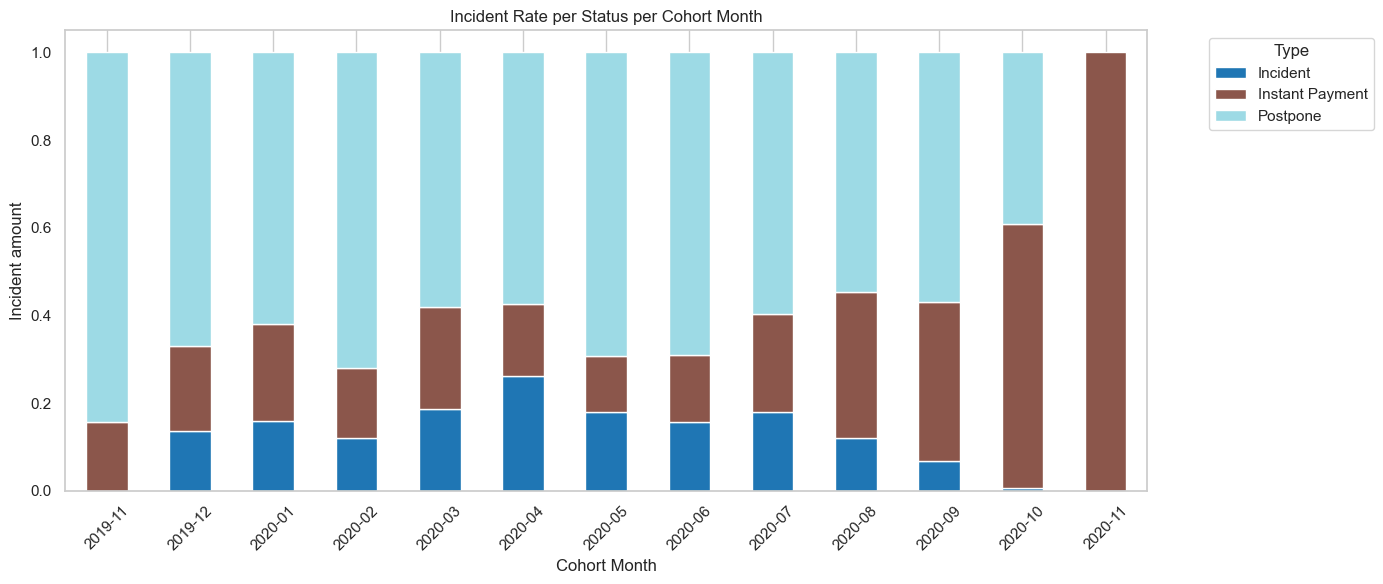 Incident Rate per Status per Cohort Month
Type
Incident
Instant Payment
Postpone
Incident amount
1.0
0.8
0.6
0.4
0.2
0.0
2019-11
2019-12
2020-01
2020-02
2020-03
2020-04
2020-05
2020-06
2020-07
2020-08
2020-09
2020-10
2020-11
Cohort Month